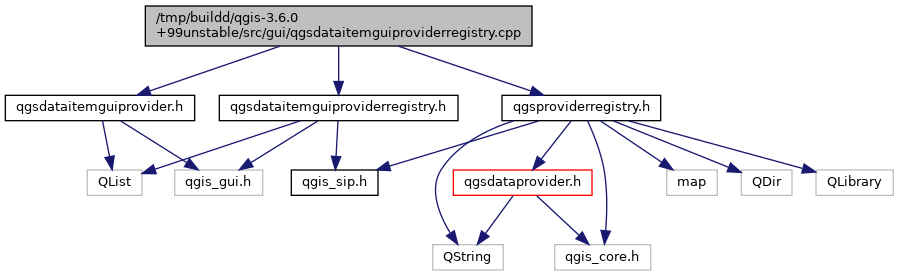 /tmp/buildd/qgis-3.6.0
+99unstable/src/gui/qgsdataitemguiproviderregistry.cpp
qgsdataitemguiprovider.h
qgsdataitemguiproviderregistry.h
qgsproviderregistry.h
QList
qgis_gui.h
qgis_sip.h
qgsdataprovider.h
map
QDir
QLibrary
QString
qgis_core.h